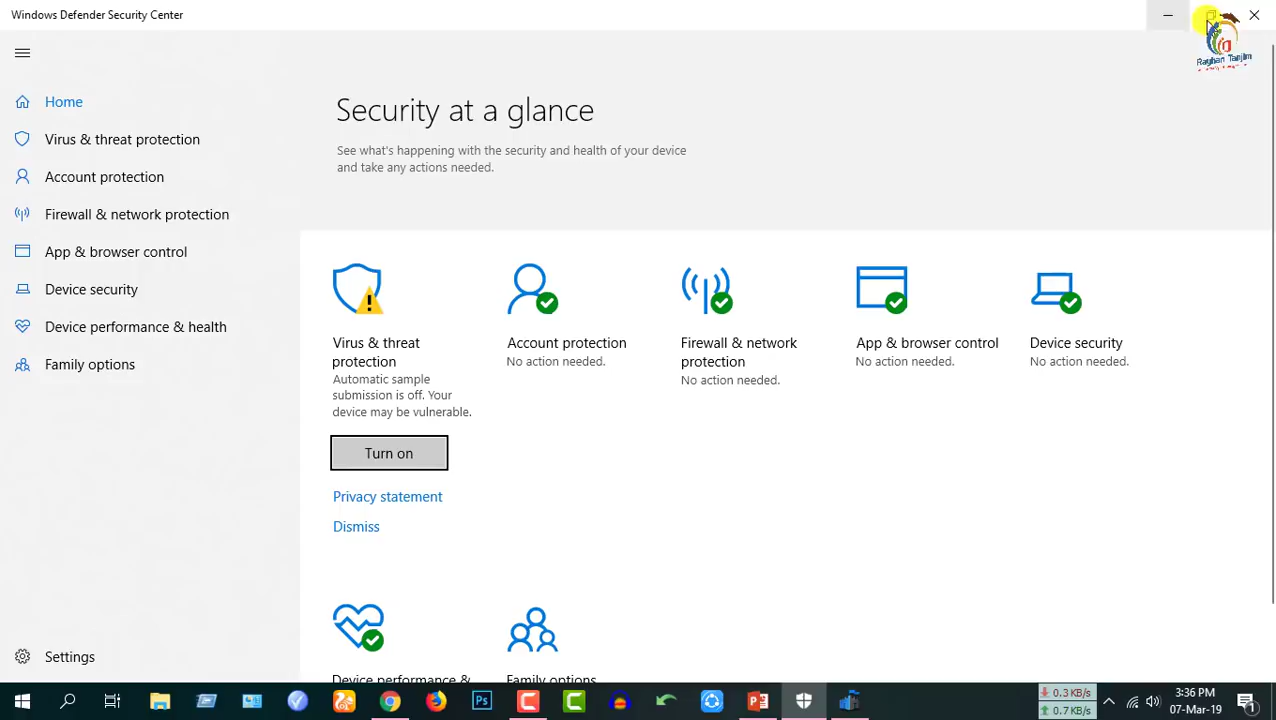 Windows Defender Security Center
Rayhan Tanjim
Home
Virus & threat protection
Account protection
Firewall & network protection
App & browser control
Device security
Device performance & health
Family options
Settings
Security at a glance
See what's happening with the security and health of your device
and take any actions needed.
Virus & threat
protection
Automatic sample
submission is off. Your
device may be vulnerable.
Turn on
Privacy statement
Dismiss
Account protection
No action needed.
Firewall & network
protection
No action needed.
App & browser control
No action needed.
Device security
No action needed.
Device performance &
Family options
Ps
0.3 KB/s
0.7 KB/s
3:36 PM
07-Mar-19
1